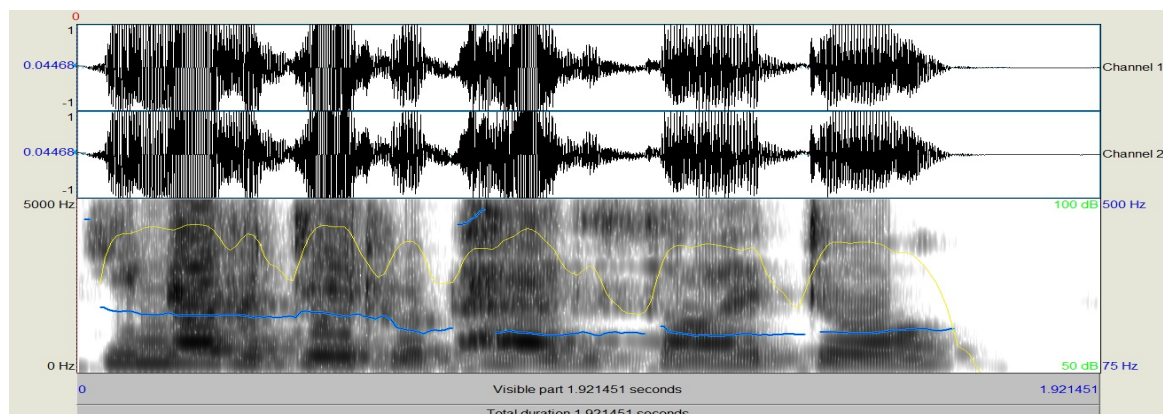 0
1
0.04468
-1
Channel 1
1
0.04468
-1
Channel 2
5000 Hz
100 dB 500 Hz
0 Hz
50 dB 75 Hz
0 Visible part 1.921451 seconds 1.921451
Total duration 1.921451 seconds